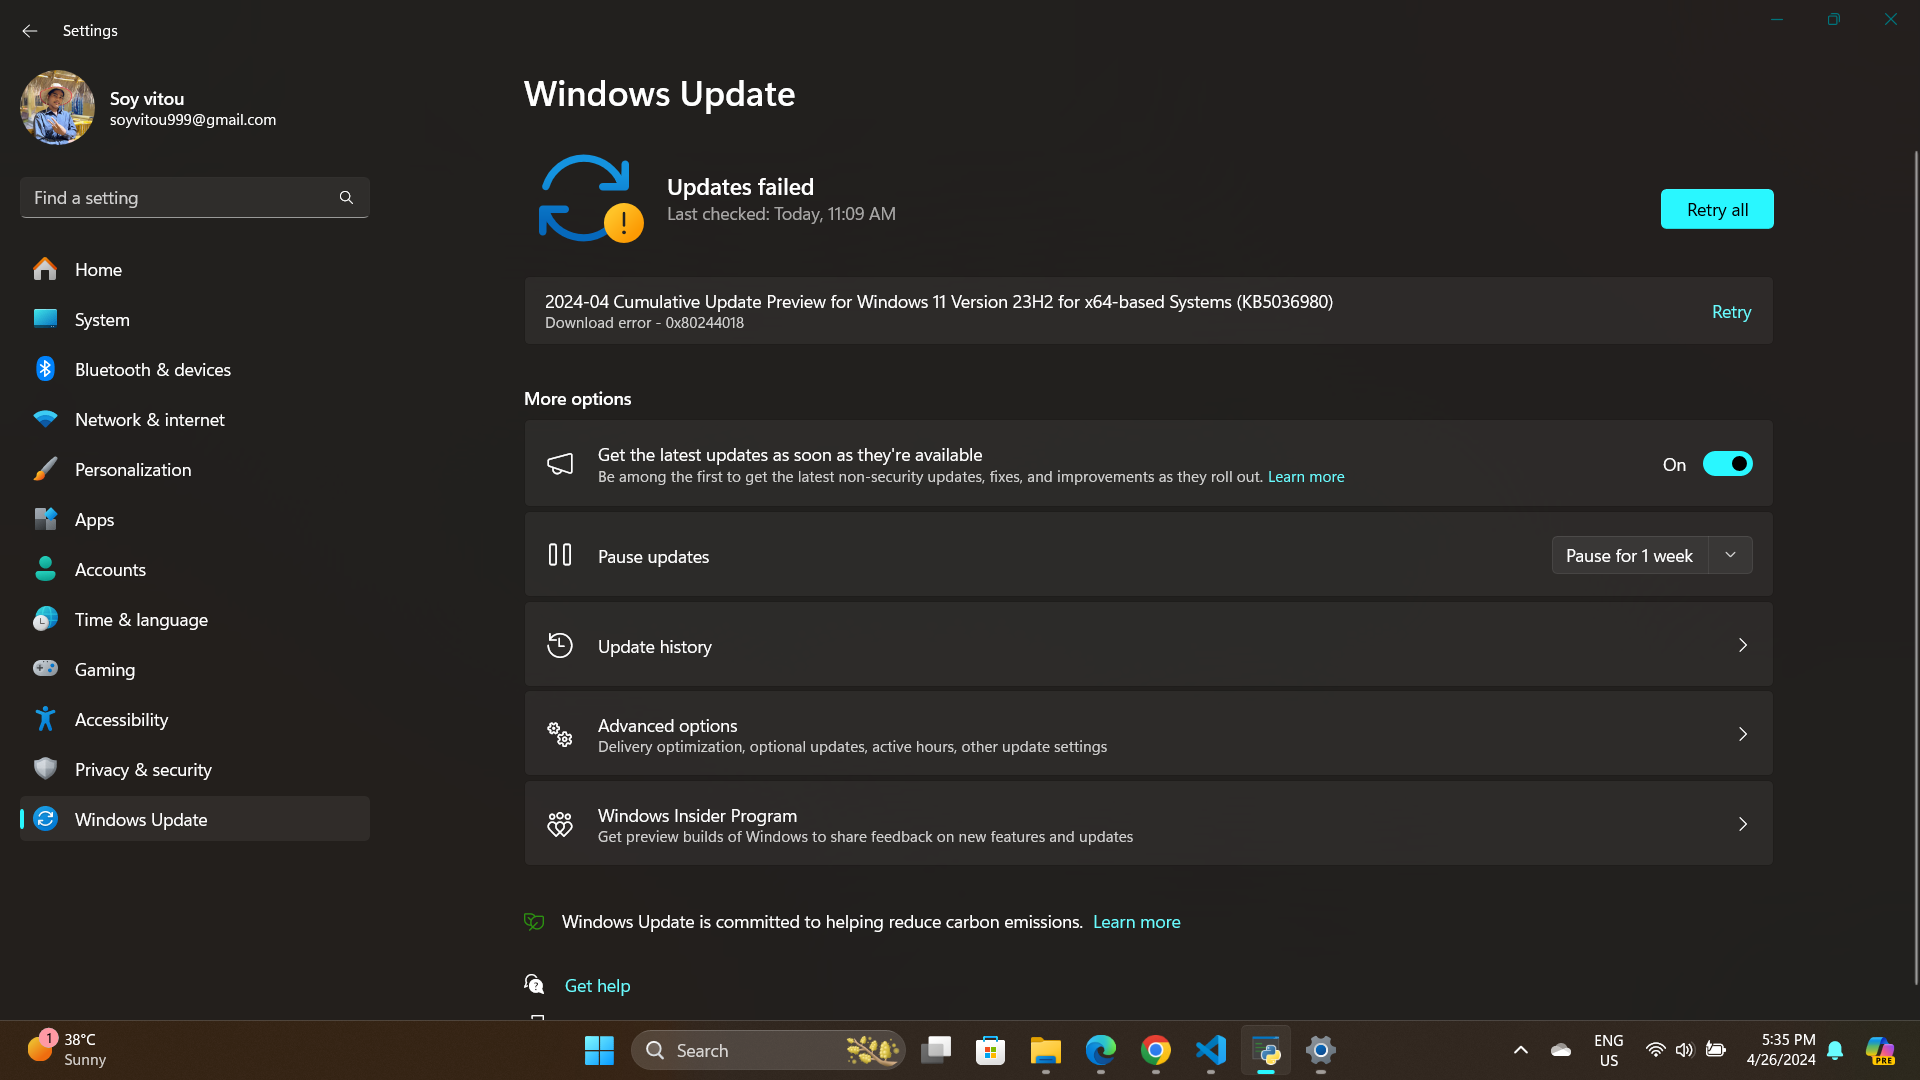 Settings
Soy vitou
soyvitou999@gmail.com
Find a setting
Home
System
Bluetooth & devices
Network & internet
Personalization
Apps
Accounts
Time & language
Gaming
Accessibility
Privacy & security
Windows Update
Windows Update
Updates failed
Last checked: Today, 11:09 AM
Retry all
2024-04 Cumulative Update Preview for Windows 11 Version 23H2 for x64-based Systems (KB5036980)
Download error - 0x80244018
Retry
More options
Get the latest updates as soon as they're available
Be among the first to get the latest non-security updates, fixes, and improvements as they roll out. Learn more
On
Pause updates
Pause for 1 week
Update history
Advanced options
Delivery optimization, optional updates, active hours, other update settings
Windows Insider Program
Get preview builds of Windows to share feedback on new features and updates
Windows Update is committed to helping reduce carbon emissions. Learn more
Get help
1
38°C
Sunny
Search
ENG
US
5:35 PM
4/26/2024
PRE